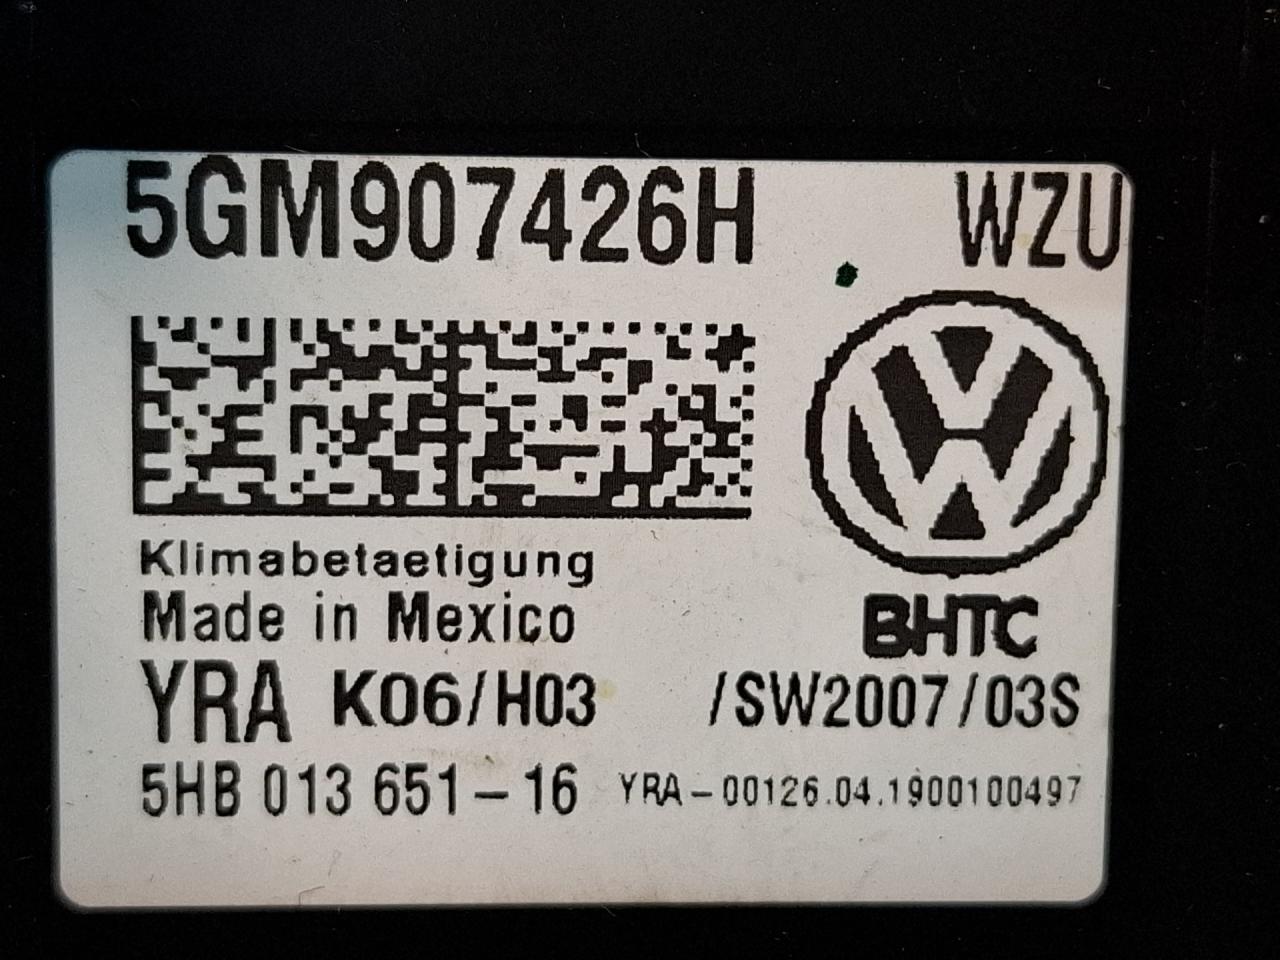 5GM907426H WZU
Klimabetaetigung
Made in Mexico
BHTC
YRA K06/H03 /SW2007/03S
5HB 013 651-16 YRA-00126.04.1900100497